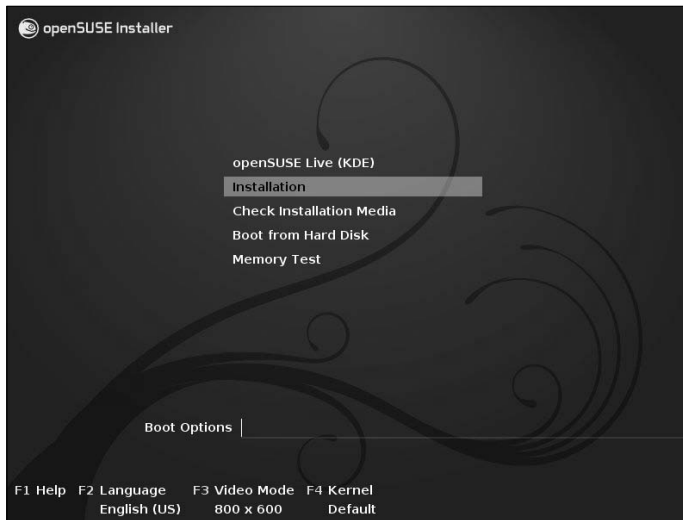 openSUSE Installer
openSUSE Live (KDE)
Installation
Check Installation Media
Boot from Hard Disk
Memory Test
Boot Options
F1 Help F2 Language F3 Video Mode F4 Kernel
English (US) 800 x 600 Default